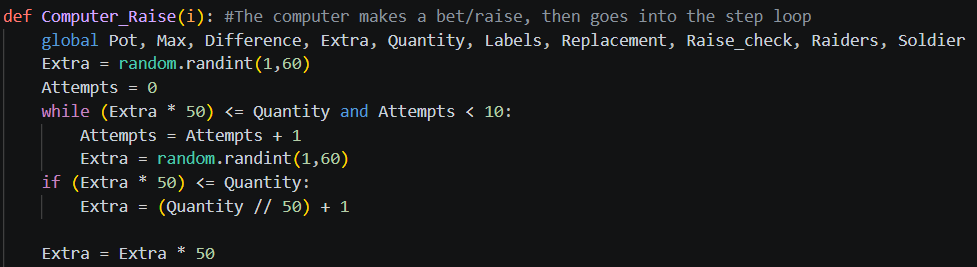 def Computer_Raise(i): #The computer makes a bet/raise, then goes into the step loop
    global Pot, Max, Difference, Extra, Quantity, Labels, Replacement, Raise_check, Raiders, Soldier
    Extra = random.randint(1,60)
    Attempts = 0
    while (Extra * 50) <= Quantity and Attempts < 10:
        Attempts = Attempts + 1
        Extra = random.randint(1,60)
    if (Extra * 50) <= Quantity:
        Extra = (Quantity // 50) + 1

    Extra = Extra * 50